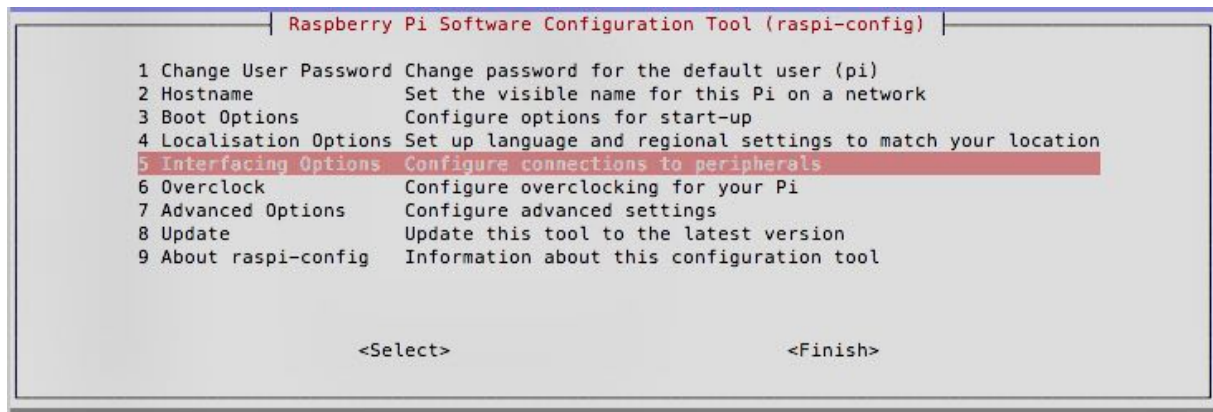 Raspberry Pi Software Configuration Tool (raspi-config)
1 Change User Password Change password for the default user (pi)
2 Hostname Set the visible name for this Pi on a network
3 Boot Options Configure options for start-up
4 Localisation Options Set up language and regional settings to match your location
5 Interfacing Options Configure connections to peripherals
6 Overclock Configure overclocking for your Pi
7 Advanced Options Configure advanced settings
8 Update Update this tool to the latest version
9 About raspi-config Information about this configuration tool
<Select> <Finish>